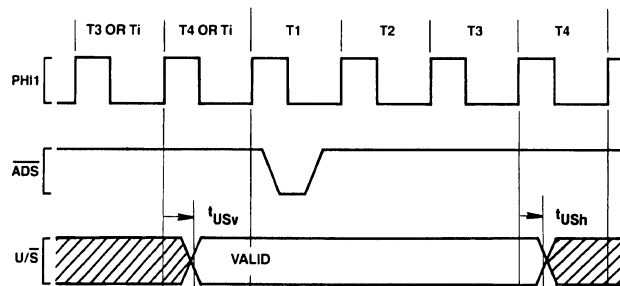 T3 OR Ti T4 OR Ti T1 T2 T3 T4
PHI1
ADS
tUSv tUSh
U/S VALID